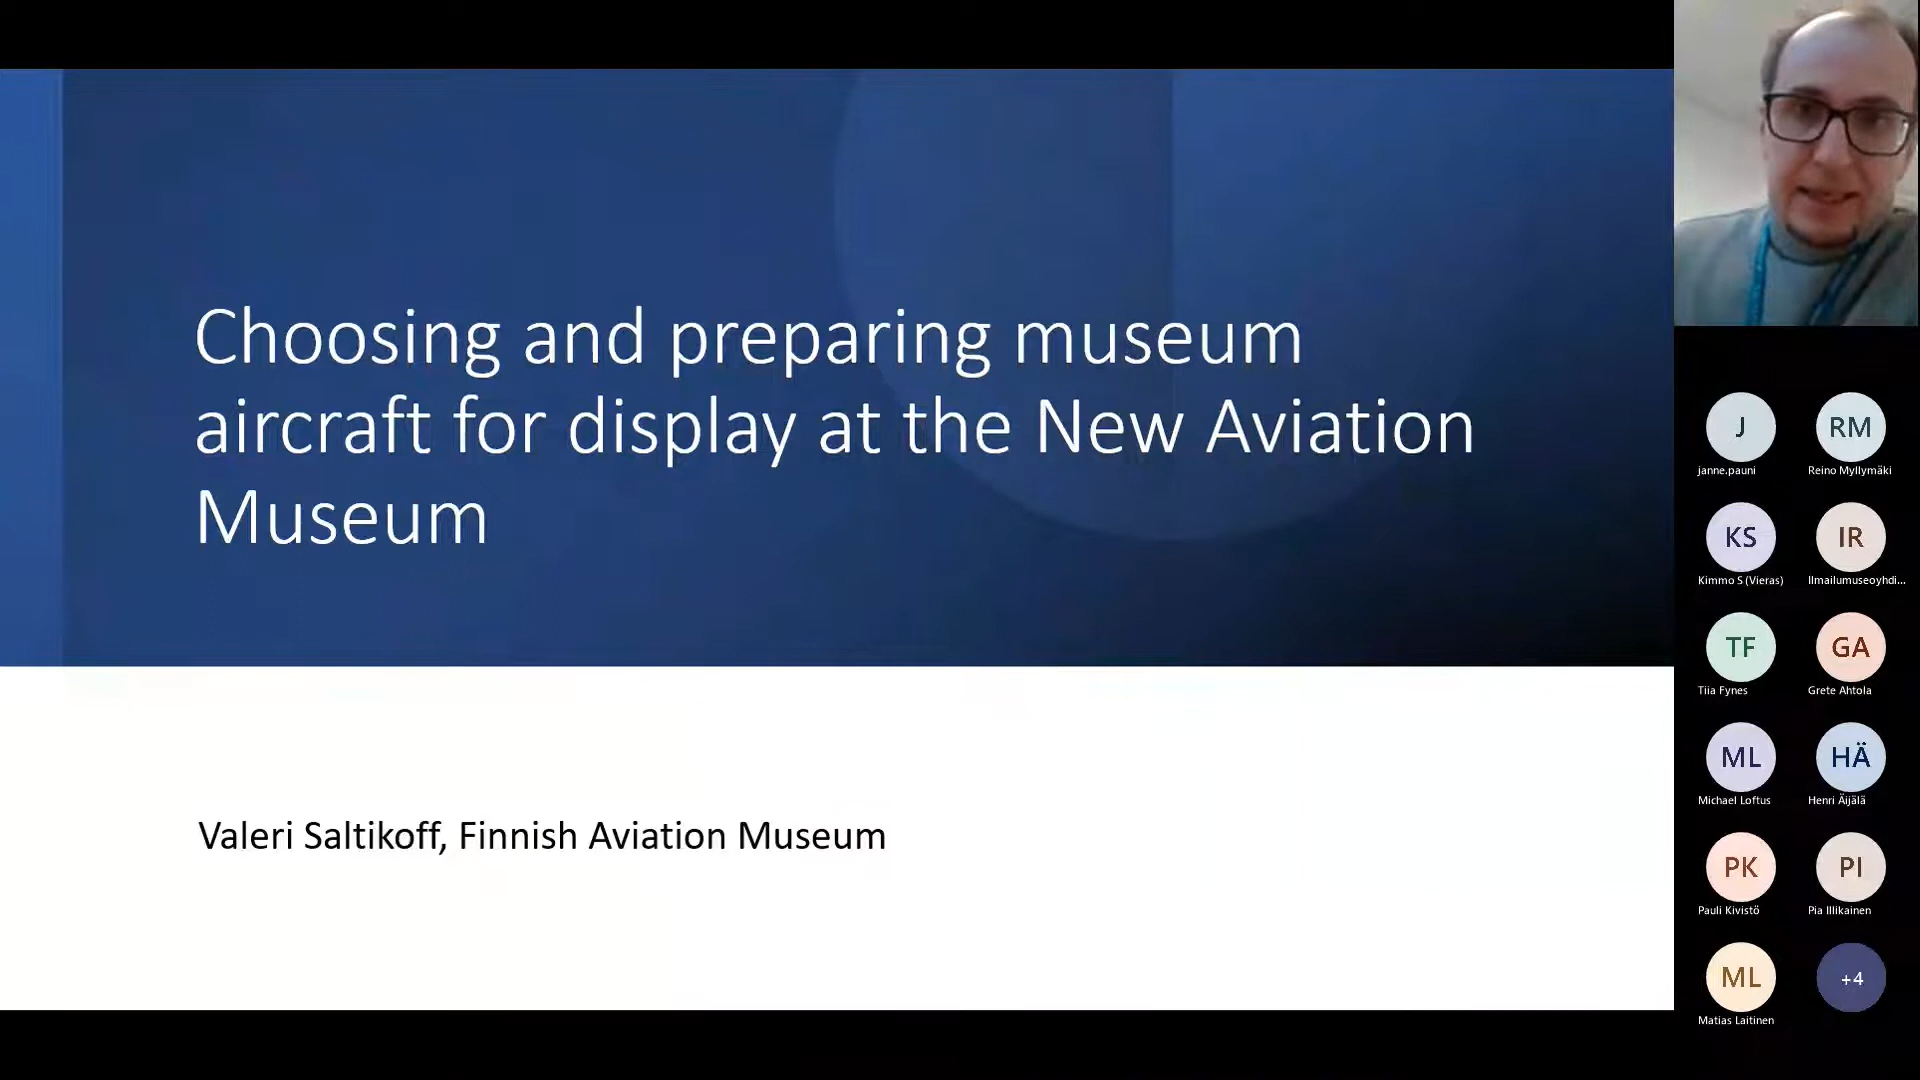 Choosing and preparing museum
aircraft for display at the New Aviation
Museum
Valeri Saltikoff, Finnish Aviation Museum
J
RM
janne.pauni
Reino Myllymäki
KS
IR
Kimmo S (Vieras)
Ilmailumuseoyhdi...
TF
GA
Tiia Fynes
Grete Ahtola
ML
HÄ
Michael Loftus
Henri Äijälä
PK
PI
Pauli Kivistö
Pia Illikainen
ML
+4
Matias Laitinen